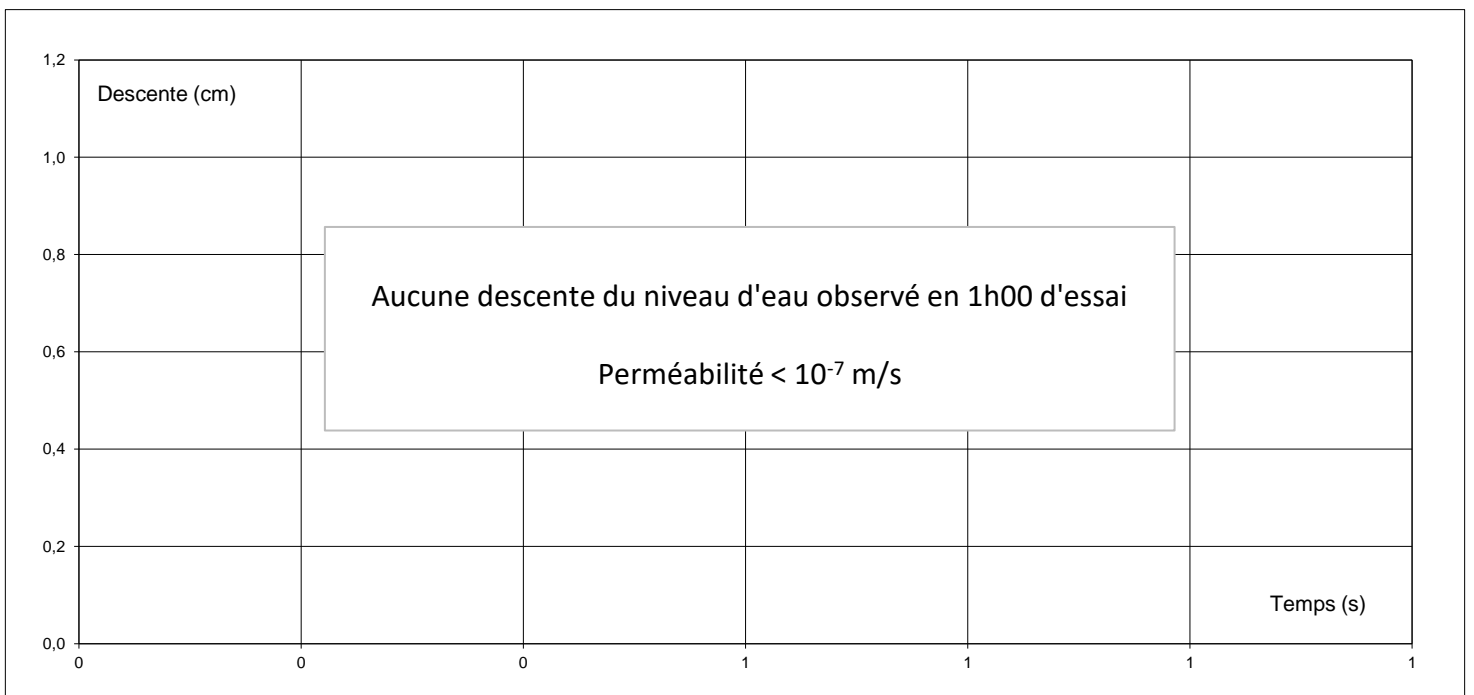 1,2
Descente (cm)
1,0
0,8
Aucune descente du niveau d'eau observé en 1h00 d'essai
0,6
Perméabilité < 10⁻⁷ m/s
0,4
0,2
Temps (s)
0,0
0 0 0 1 1 1 1